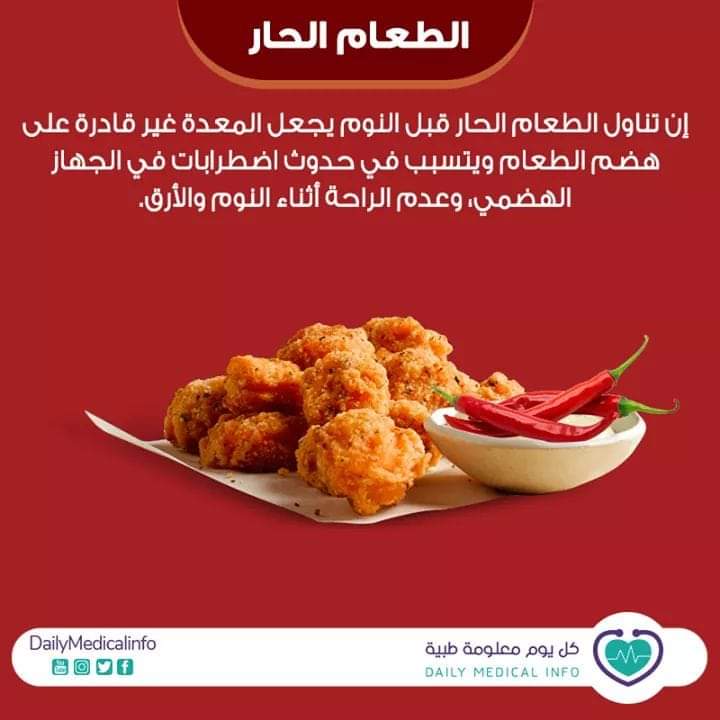 الطعام الحار
إن تناول الطعام الحار قبل النوم يجعل المعدة غير قادرة على
هضم الطعام ويتسبب في حدوث اضطرابات في الجهاز
الهضمي، وعدم الراحة أثناء النوم والأرق.
DailyMedicalinfo
كل يوم معلومة طبية
DAILY MEDICAL INFO